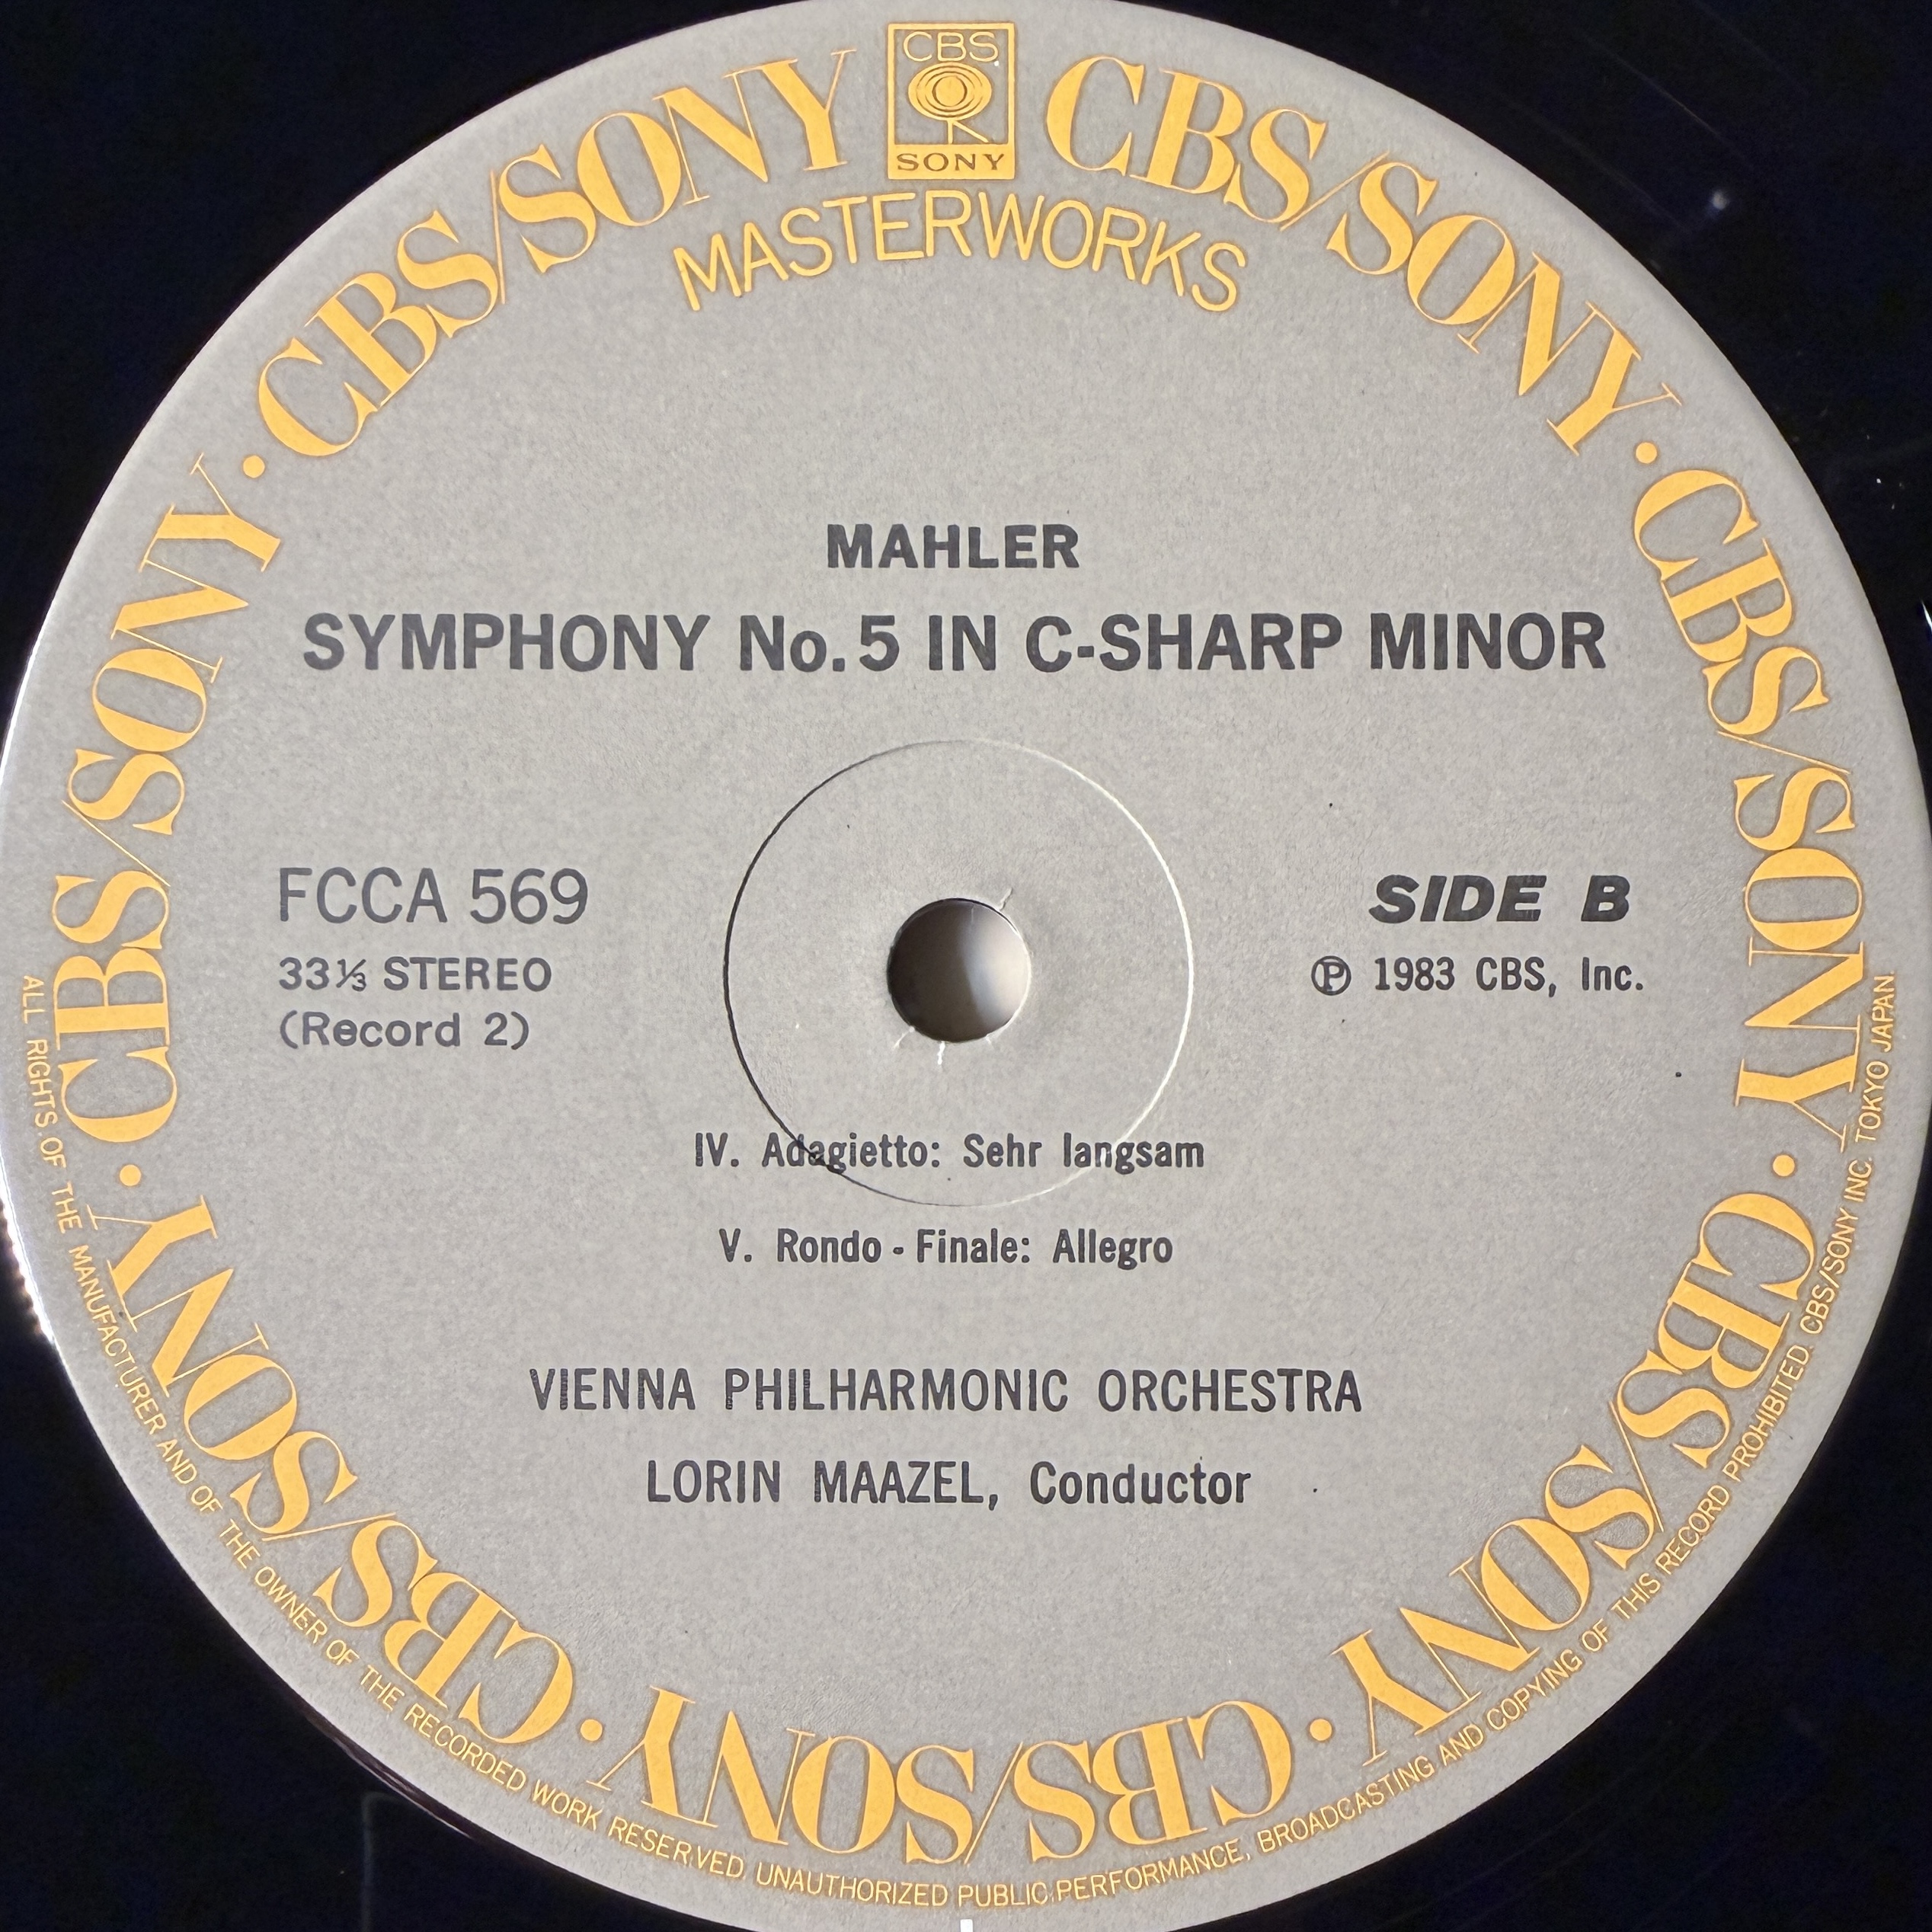 CBS
SONY
CBS/SONY · CBS/SONY · CBS/SONY · CBS/SONY · CBS/SONY · CBS/SONY · CBS/SONY · CBS/SONY
MASTERWORKS
MAHLER
SYMPHONY No. 5 IN C-SHARP MINOR
FCCA 569
33⅓ STEREO
(Record 2)
SIDE B
℗ 1983 CBS, Inc.
IV. Adagietto: Sehr langsam
V. Rondo - Finale: Allegro
VIENNA PHILHARMONIC ORCHESTRA
LORIN MAAZEL, Conductor
ALL RIGHTS OF THE MANUFACTURER AND OF THE OWNER OF THE RECORDED WORK RESERVED. UNAUTHORIZED PUBLIC PERFORMANCE, BROADCASTING AND COPYING OF THIS RECORD PROHIBITED. CBS/SONY INC. TOKYO JAPAN